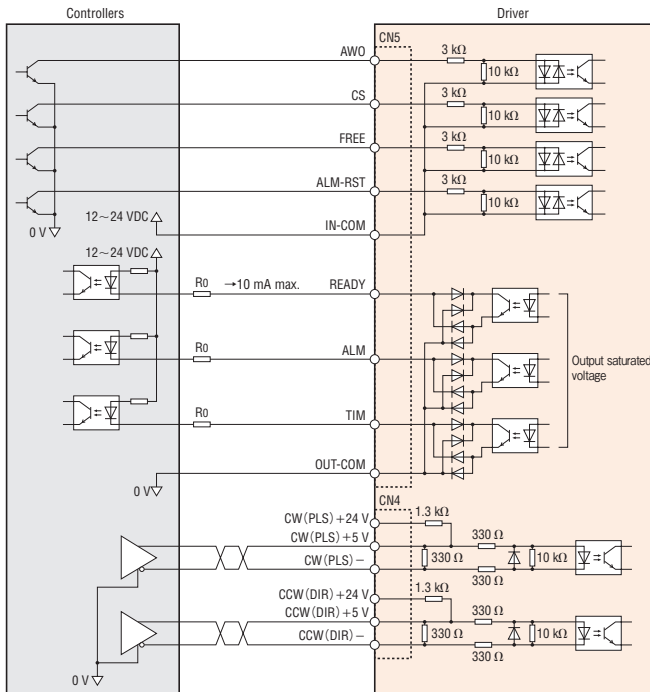 Controllers
Driver
CN5
AWO
3 kΩ
10 kΩ
CS
3 kΩ
10 kΩ
FREE
3 kΩ
10 kΩ
ALM-RST
3 kΩ
10 kΩ
12~24 VDC
0 V
IN-COM
12~24 VDC
R0
→10 mA max.
READY
R0
ALM
Output saturated
voltage
R0
TIM
OUT-COM
0 V
CN4
CW(PLS)+24 V
1.3 kΩ
CW(PLS)+5 V
330 Ω
330 Ω
10 kΩ
CW(PLS)−
330 Ω
CCW(DIR)+24 V
1.3 kΩ
CCW(DIR)+5 V
330 Ω
330 Ω
10 kΩ
CCW(DIR)−
330 Ω
0 V